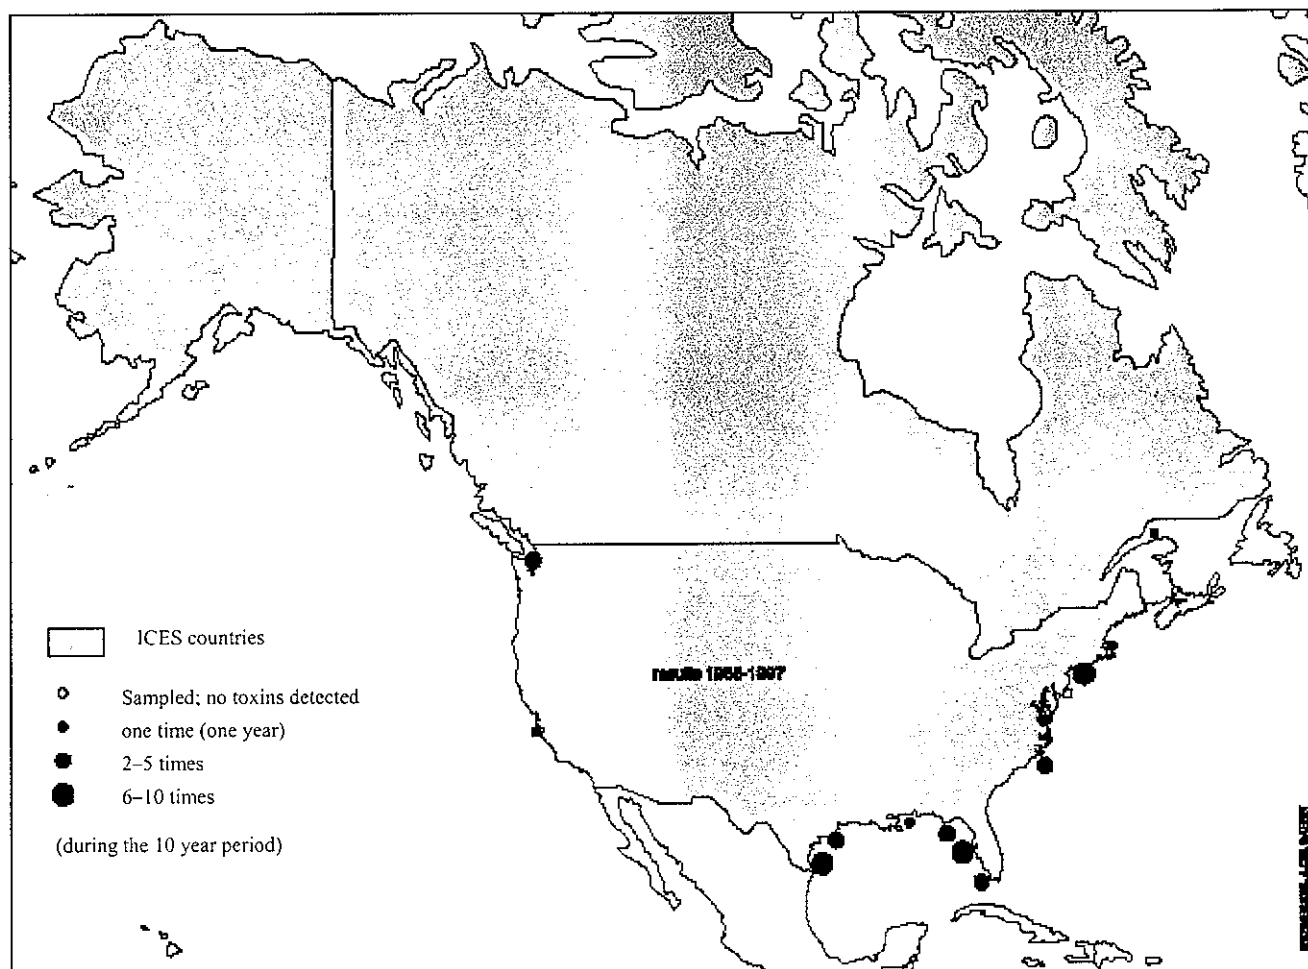 ICES countries
Sampled; no toxins detected
one time (one year)
2–5 times
6–10 times
(during the 10 year period)